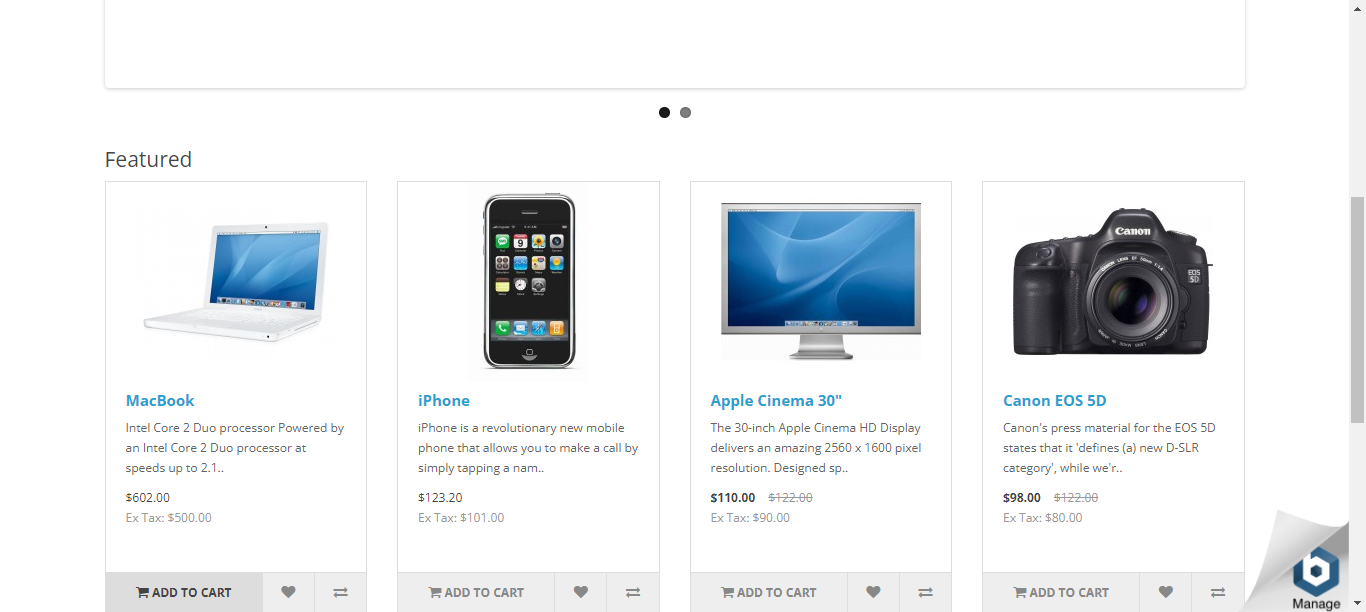 Featured
Canon
EOS
5D
MacBook
Intel Core 2 Duo processor Powered by
an Intel Core 2 Duo processor at
speeds up to 2.1..
$602.00
Ex Tax: $500.00
ADD TO CART
iPhone
iPhone is a revolutionary new mobile
phone that allows you to make a call by
simply tapping a nam..
$123.20
Ex Tax: $101.00
ADD TO CART
Apple Cinema 30"
The 30-inch Apple Cinema HD Display
delivers an amazing 2560 x 1600 pixel
resolution. Designed sp..
$110.00 $122.00
Ex Tax: $90.00
ADD TO CART
Canon EOS 5D
Canon's press material for the EOS 5D
states that it 'defines (a) new D-SLR
category', while we'r..
$98.00 $122.00
Ex Tax: $80.00
ADD TO CART
Manage